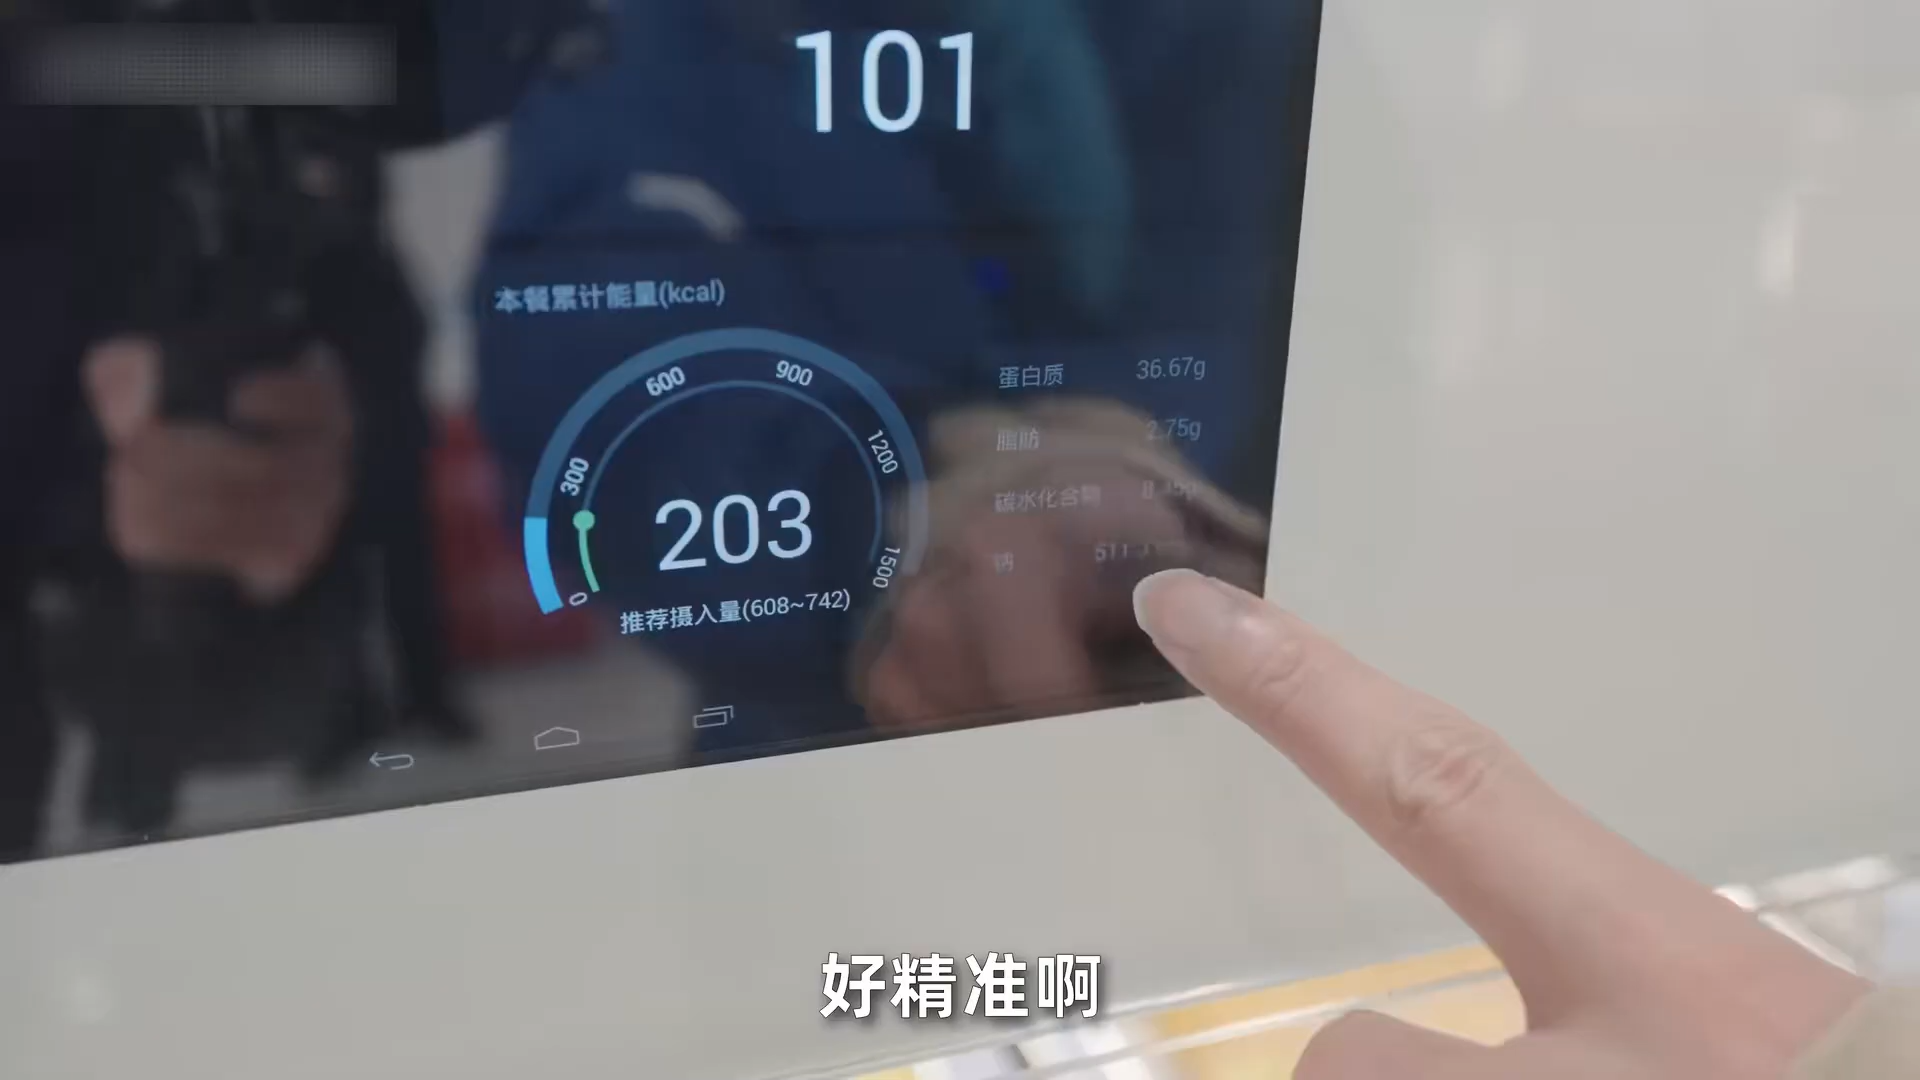 101
本餐累计能量(kcal)
0
300
600
900
1200
1500
203
推荐摄入量(608~742)
蛋白质 36.67g
脂肪 2.75g
碳水化合物
钠
好精准啊